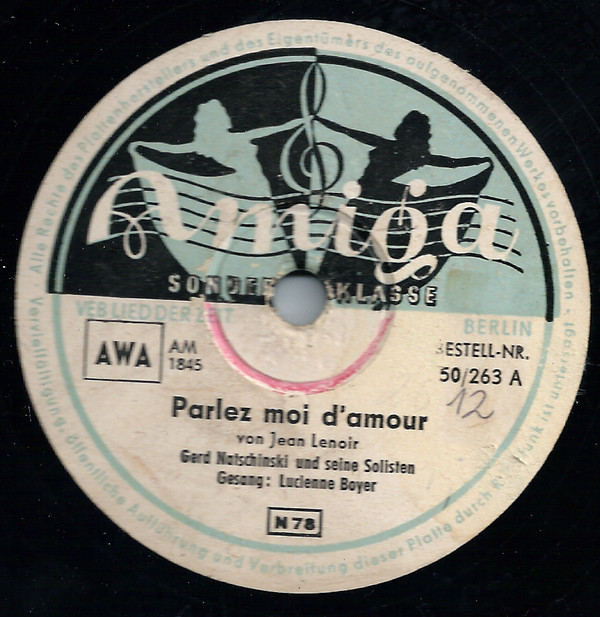 Alle Rechte des Plattenherstellers und des Eigentümers des aufgenommenen Werkes vorbehalten -
Amiga
SONDER KLASSE
VEB LIED DER ZEIT
BERLIN
AWA
AM
1845
BESTELL-NR.
50/263 A
12
Parlez moi d'amour
von Jean Lenoir
Gerd Natschinski und seine Solisten
Gesang: Lucienne Boyer
N 78
Vervielfältigung, öffentliche Aufführung und Verbreitung dieser Platte durch funk ist untersagt -